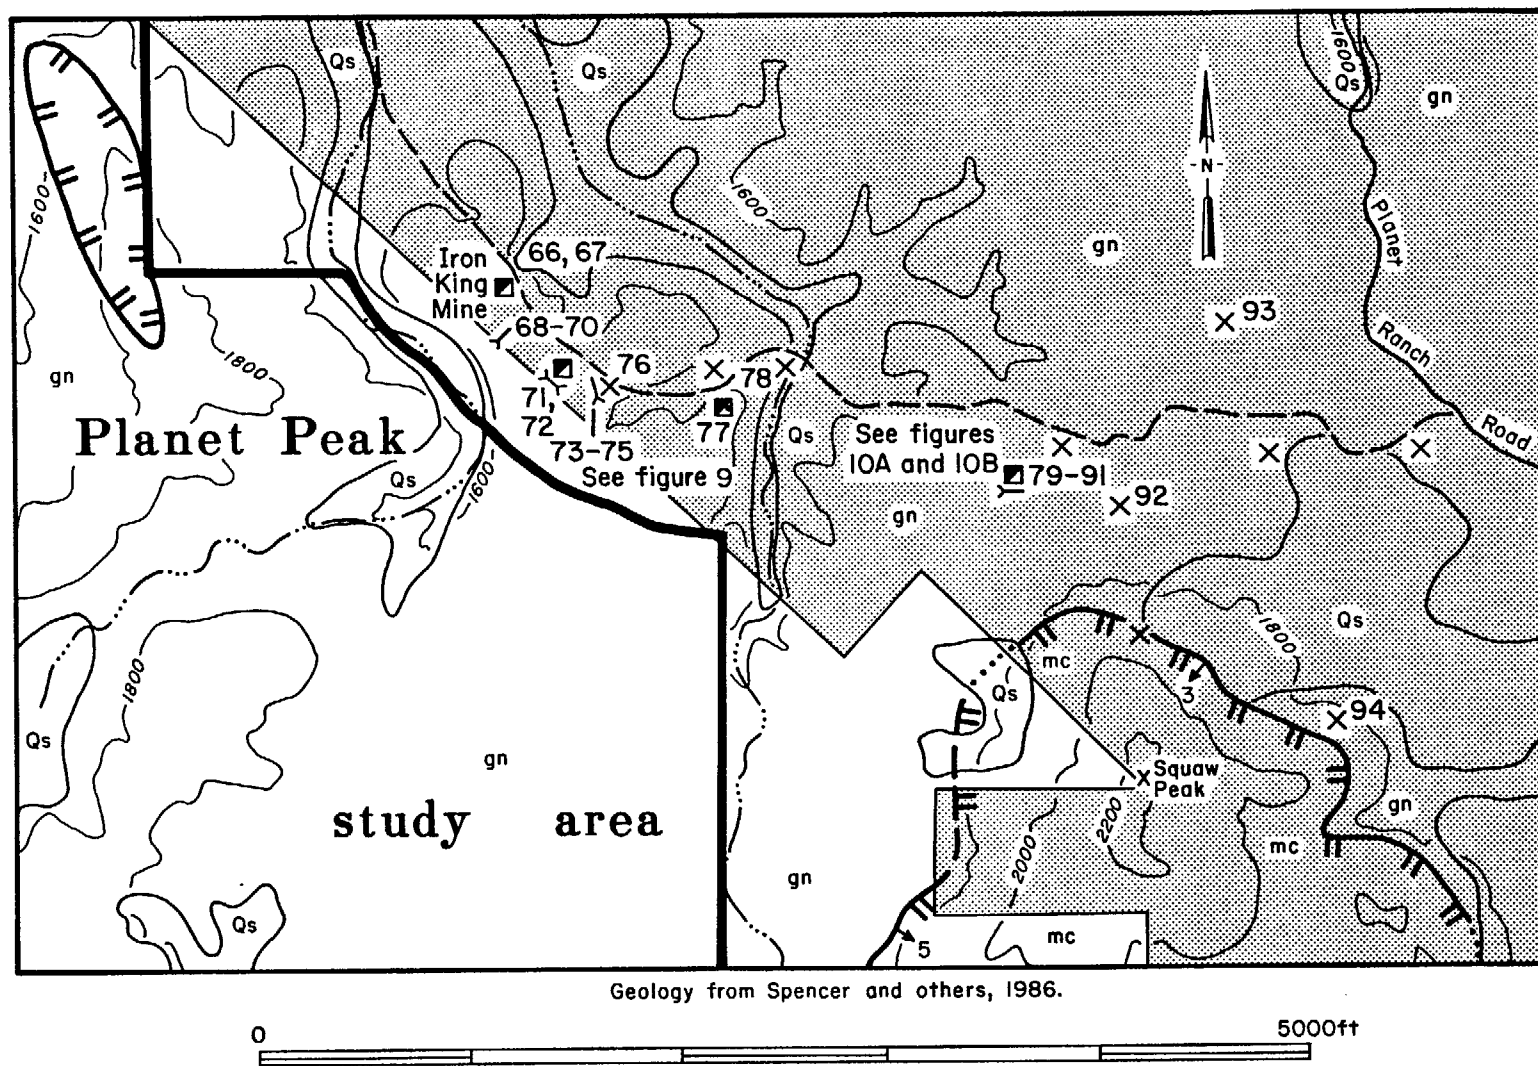 Qs
Qs
1600
Qs
gn
N
1600
1600
Planet
gn
Iron
King
Mine
66, 67
93
68-70
Ranch
1800
gn
76
78
71,
72
73-75
77
Qs
See figures
10A and 10B
Road
Planet Peak
See figure 9
79-91
92
Qs
1600
gn
1800
Qs
mc
1800
Qs
3
94
Qs
gn
Squaw
Peak
study area
2200
gn
2000
mc
gn
Qs
mc
5
Geology from Spencer and others, 1986.
0
5000ft